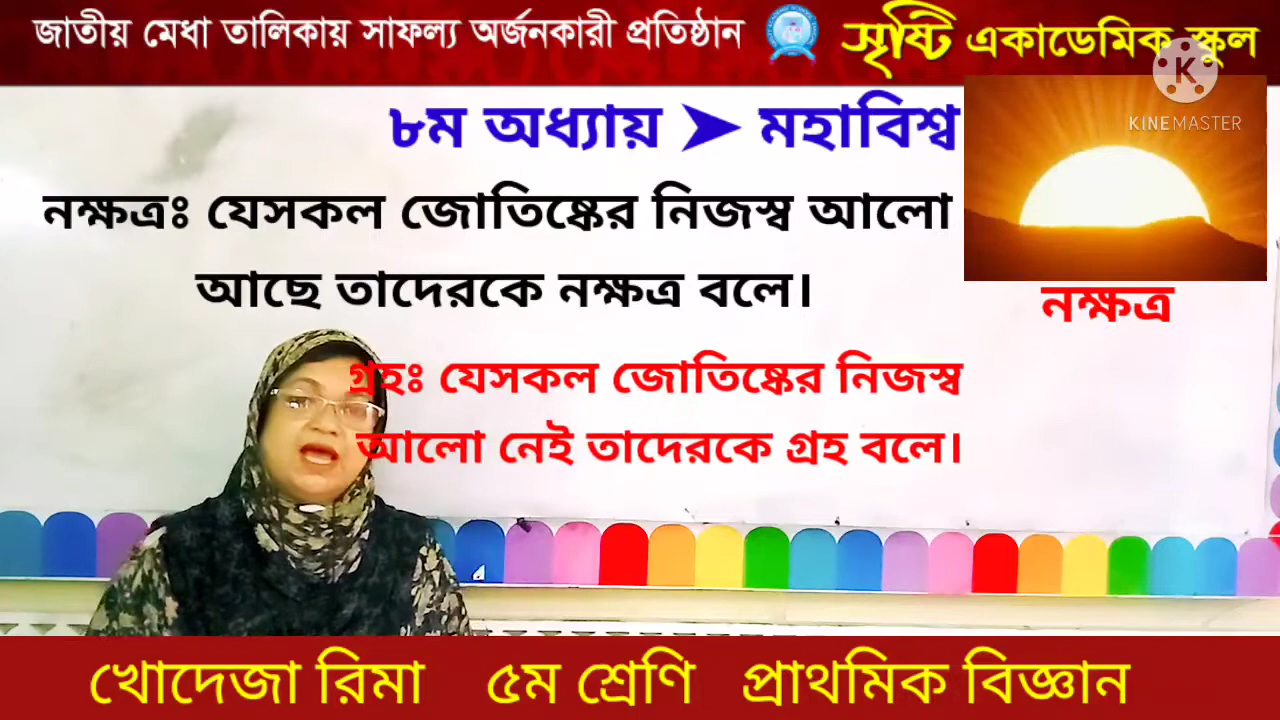 জাতীয় মেধা তালিকায় সাফল্য অর্জনকারী প্রতিষ্ঠান সৃষ্টি একাডেমিক স্কুল
KINEMASTER
৮ম অধ্যায় ➤ মহাবিশ্ব
নক্ষত্রঃ যেসকল জোতিষ্কের নিজস্ব আলো
আছে তাদেরকে নক্ষত্র বলে।
নক্ষত্র
গ্রহঃ যেসকল জোতিষ্কের নিজস্ব
আলো নেই তাদেরকে গ্রহ বলে।
খোদেজা রিমা ৫ম শ্রেণি প্রাথমিক বিজ্ঞান